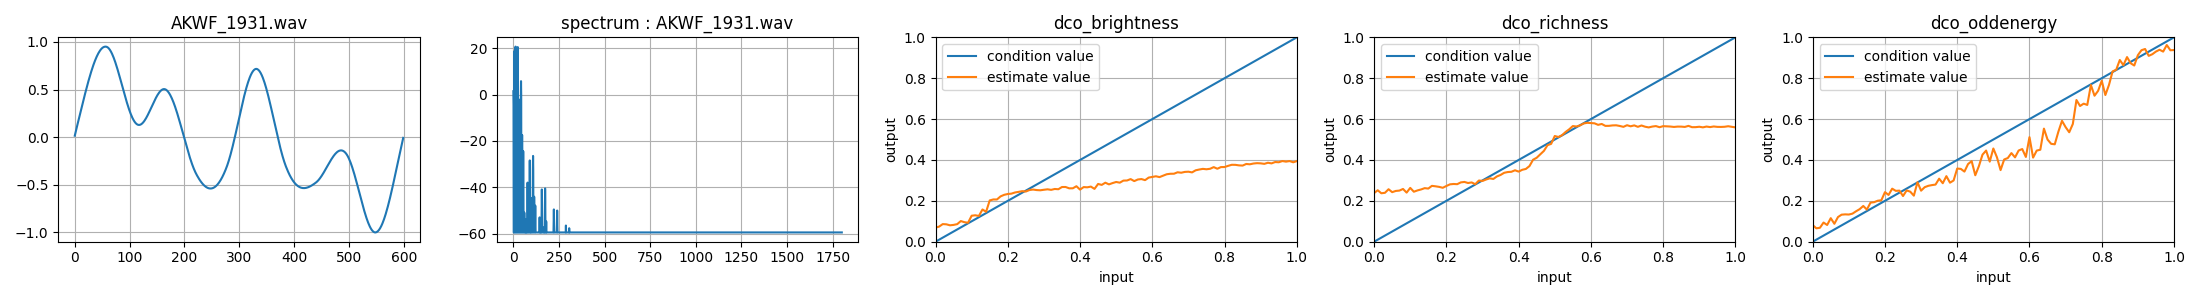 AKWF_1931.wav
1.0
0.5
0.0
−0.5
−1.0
0 100 200 300 400 500 600
spectrum : AKWF_1931.wav
20
0
−20
−40
−60
0 250 500 750 1000 1250 1500 1750
dco_brightness
condition value
estimate value
output
1.0
0.8
0.6
0.4
0.2
0.0
0.0 0.2 0.4 0.6 0.8 1.0
input
dco_richness
condition value
estimate value
output
1.0
0.8
0.6
0.4
0.2
0.0
0.0 0.2 0.4 0.6 0.8 1.0
input
dco_oddenergy
condition value
estimate value
output
1.0
0.8
0.6
0.4
0.2
0.0
0.0 0.2 0.4 0.6 0.8 1.0
input